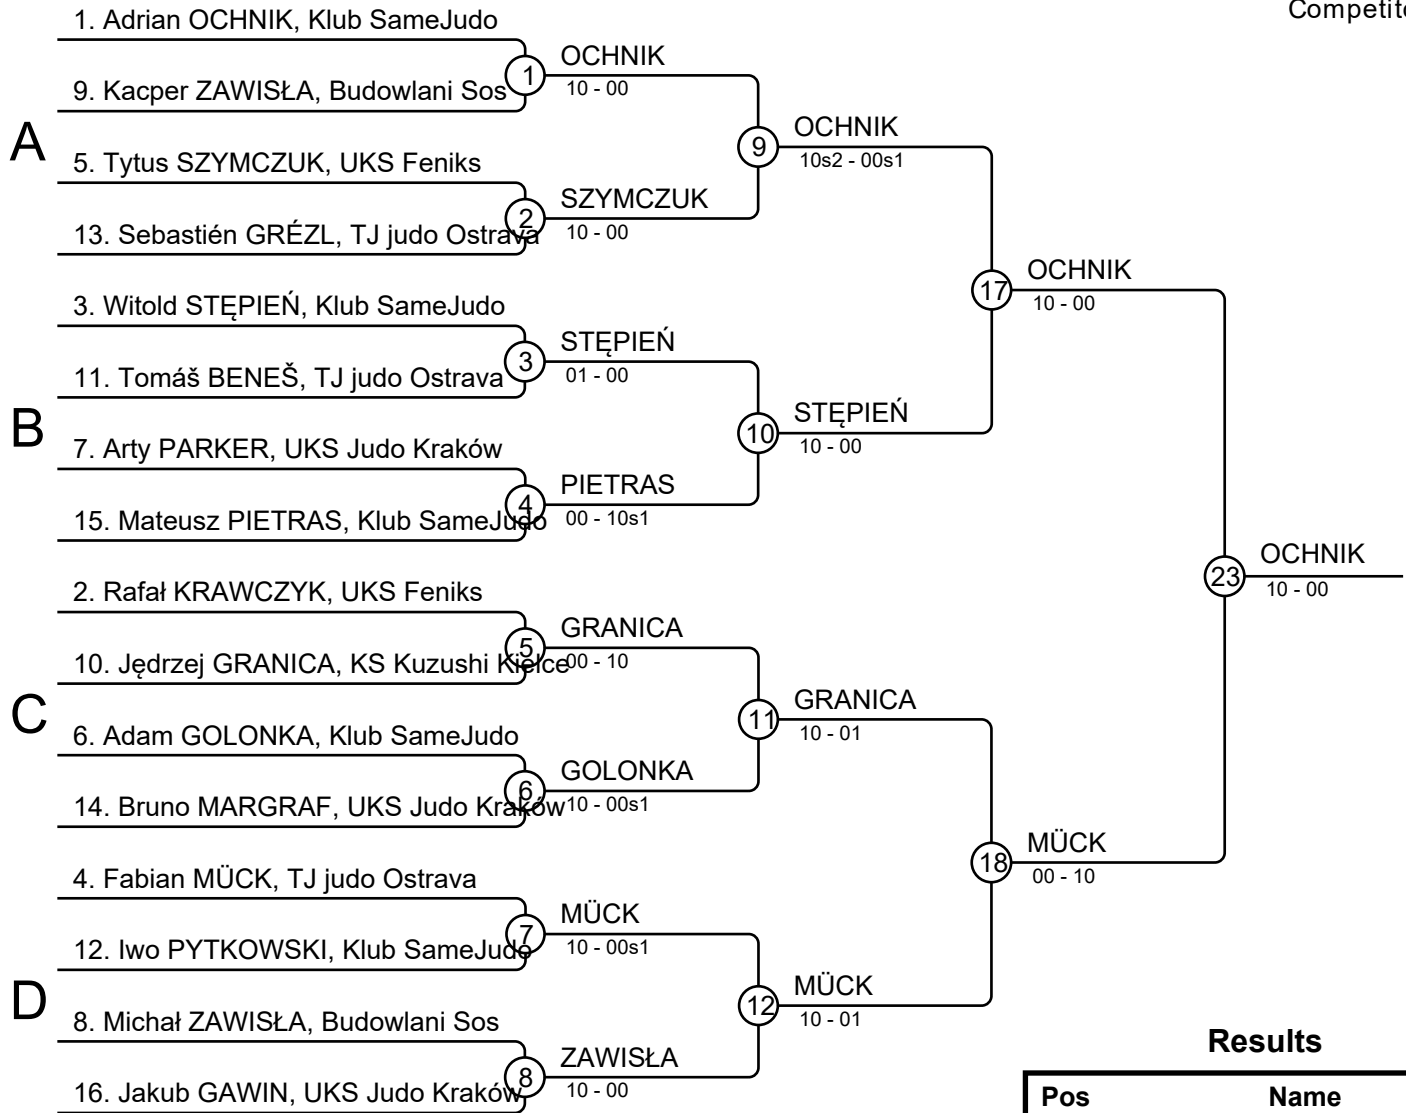 Competito
1. Adrian OCHNIK, Klub SameJudo
9. Kacper ZAWISŁA, Budowlani Sos
1
OCHNIK
10 - 00
A
5. Tytus SZYMCZUK, UKS Feniks
13. Sebastién GRÉZL, TJ judo Ostrava
2
SZYMCZUK
10 - 00
9
OCHNIK
10s2 - 00s1
3. Witold STĘPIEŃ, Klub SameJudo
11. Tomáš BENEŠ, TJ judo Ostrava
3
STĘPIEŃ
01 - 00
B
7. Arty PARKER, UKS Judo Kraków
15. Mateusz PIETRAS, Klub SameJudo
4
PIETRAS
00 - 10s1
10
STĘPIEŃ
10 - 00
17
OCHNIK
10 - 00
2. Rafał KRAWCZYK, UKS Feniks
10. Jędrzej GRANICA, KS Kuzushi Kielce
5
GRANICA
00 - 10
C
6. Adam GOLONKA, Klub SameJudo
14. Bruno MARGRAF, UKS Judo Kraków
6
GOLONKA
10 - 00s1
11
GRANICA
10 - 01
4. Fabian MÜCK, TJ judo Ostrava
12. Iwo PYTKOWSKI, Klub SameJudo
7
MÜCK
10 - 00s1
D
8. Michał ZAWISŁA, Budowlani Sos
16. Jakub GAWIN, UKS Judo Kraków
8
ZAWISŁA
10 - 00
12
MÜCK
10 - 01
18
MÜCK
00 - 10
23
OCHNIK
10 - 00
Results
Pos Name